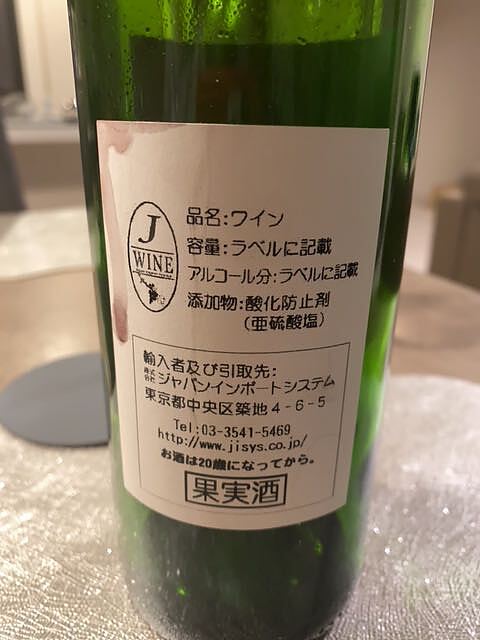 J
WINE
品名:ワイン
容量:ラベルに記載
アルコール分:ラベルに記載
添加物:酸化防止剤
(亜硫酸塩)
輸入者及び引取先:
株式会社ジャパンインポートシステム
東京都中央区築地4-6-5
Tel:03-3541-5469
http://www.jisys.co.jp/
お酒は20歳になってから。
果実酒